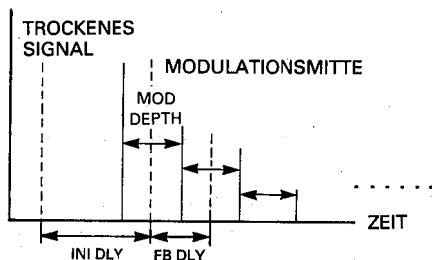 TROCKENES
SIGNAL
MODULATIONSMITTE
MOD
DEPTH
ZEIT
INI DLY
FB DLY